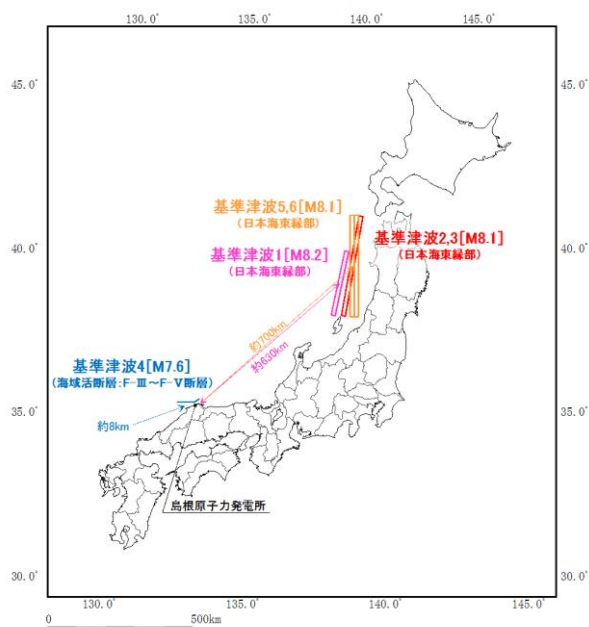 130.0° 135.0° 140.0° 145.0°
45.0°
基準津波5,6[M8.1]
(日本海東縁部)
基準津波2,3[M8.1]
(日本海東縁部)
40.0° 40.0°
基準津波1[M8.2]
(日本海東縁部)
約700km
約630km
基準津波4[M7.6]
(海域活断層:F-Ⅲ～F-Ⅴ断層)
35.0° 35.0°
約8km
島根原子力発電所
30.0° 30.0°
130.0° 135.0° 140.0° 145.0°
0 500km
45.0°